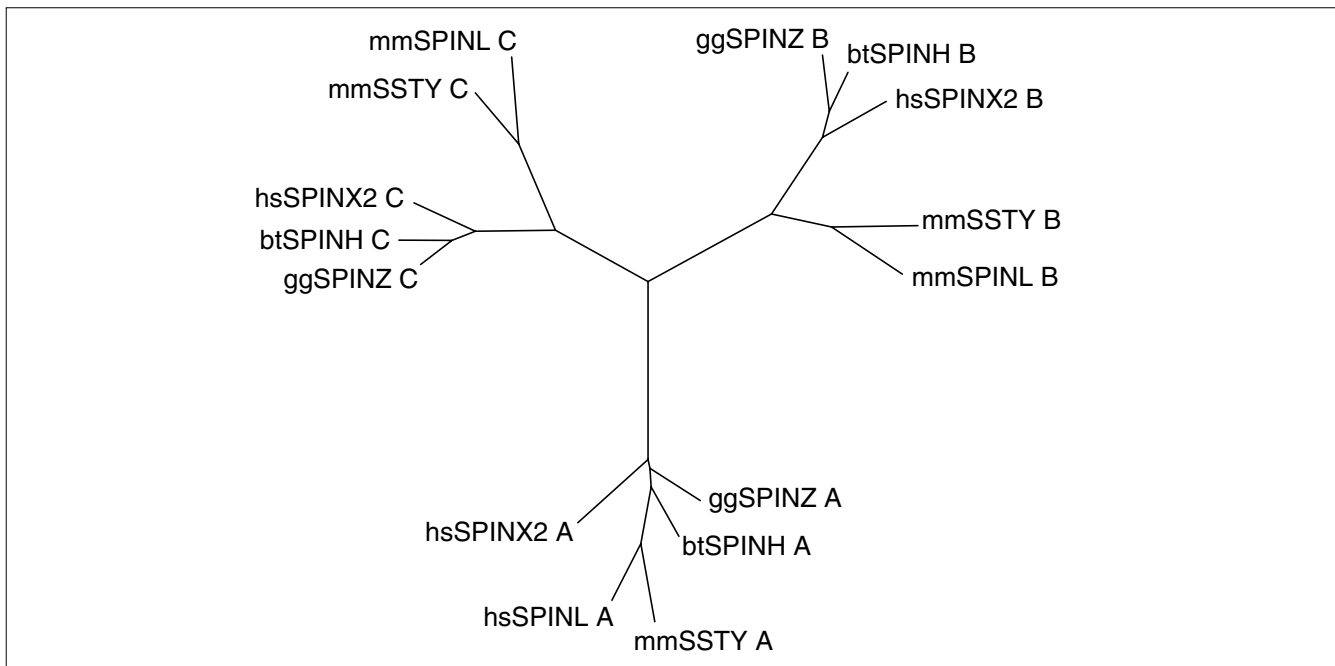 mmSPINL C
mmSSTY C
hsSPINX2 C
btSPINH C
ggSPINZ C
ggSPINZ B
btSPINH B
hsSPINX2 B
mmSSTY B
mmSPINL B
ggSPINZ A
hsSPINX2 A
btSPINH A
hsSPINL A
mmSSTY A